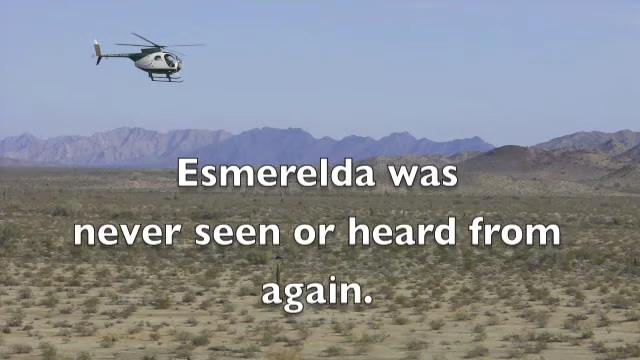 Esmerelda was
never seen or heard from
again.